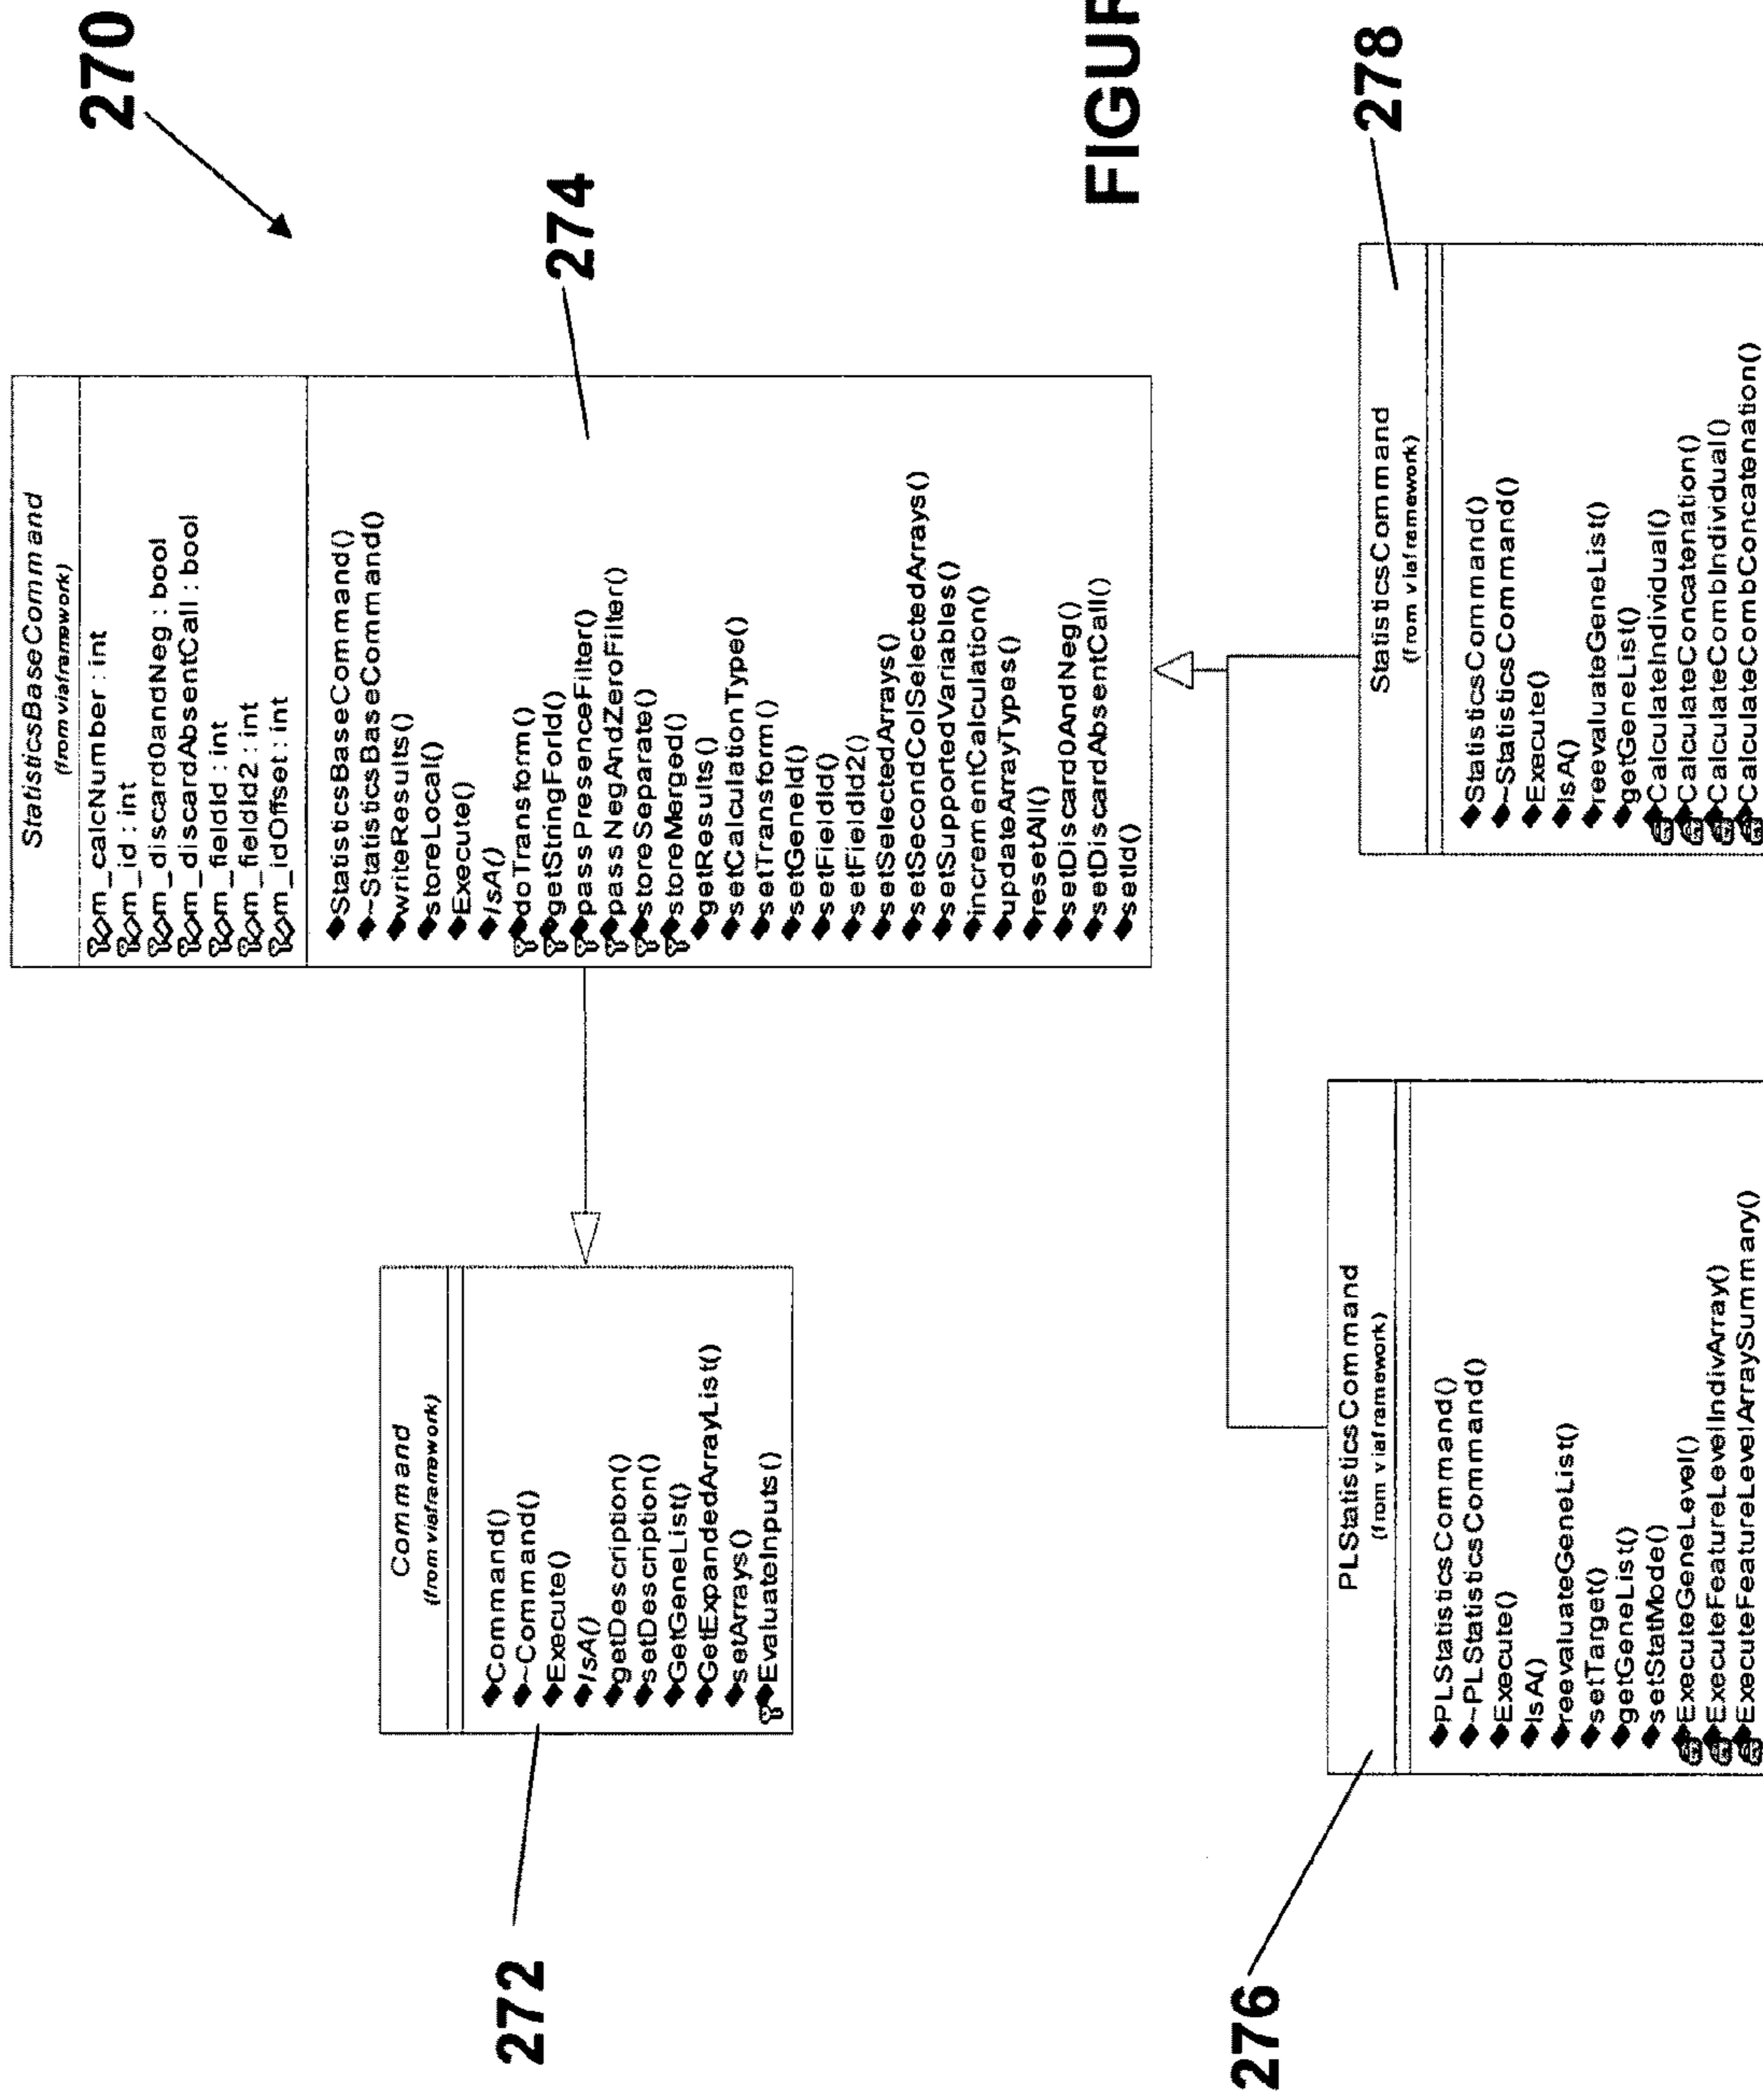 270
StatisticsBaseCommand
(from viaframework)
m_calcNumber : int
m_id : int
m_discard0andNeg : bool
m_discardAbsentCall : bool
m_fieldId : int
m_fieldId2 : int
m_idOffset : int
StatisticsBaseCommand()
~StatisticsBaseCommand()
writeResults()
storeLocal()
Execute()
IsA()
doTransform()
getStringForId()
passPresenceFilter()
passNegAndZeroFilter()
storeSeparate()
storeMerged()
getResults()
setCalculationType()
setTransform()
setGeneId()
setFieldId()
setFieldId2()
setSelectedArrays()
setSecondColSelectedArrays()
setSupportedVariables()
incrementCalculation()
updateArrayTypes()
resetAll()
setDiscard0AndNeg()
setDiscardAbsentCall()
setId()
274
Command
(from viaframework)
Command()
~Command()
Execute()
IsA()
getDescription()
setDescription()
GetGeneList()
GetExpandedArrayList()
setArrays()
EvaluateInputs()
272
FIGUR
PLStatisticsCommand
(from viaframework)
PLStatisticsCommand()
~PLStatisticsCommand()
Execute()
IsA()
reevaluateGeneList()
setTarget()
getGeneList()
setStatMode()
ExecuteGeneLevel()
ExecuteFeatureLevelIndivArray()
ExecuteFeatureLevelArraySummary()
276
StatisticsCommand
(from viaframework)
StatisticsCommand()
~StatisticsCommand()
Execute()
IsA()
reevaluateGeneList()
getGeneList()
CalculateIndividual()
CalculateConcatenation()
CalculateCombIndividual()
CalculateCombConcatenation()
278